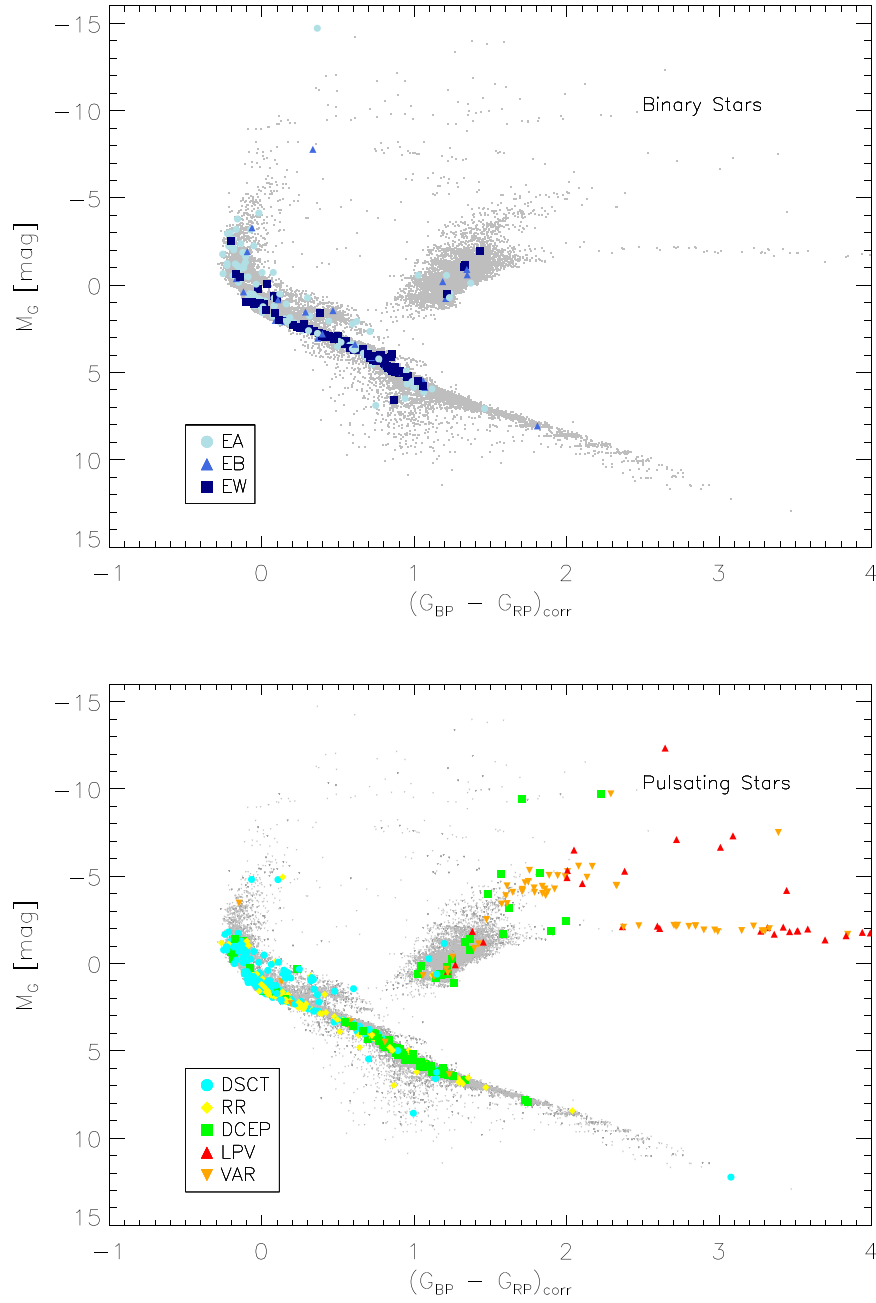 -15
-10
-5
0
5
10
15
M_G [mag]
Binary Stars
EA
EB
EW
-1
0
1
2
3
4
(G_BP - G_RP)_corr
-15
-10
-5
0
5
10
15
M_G [mag]
Pulsating Stars
DSCT
RR
DCEP
LPV
VAR
-1
0
1
2
3
4
(G_BP - G_RP)_corr